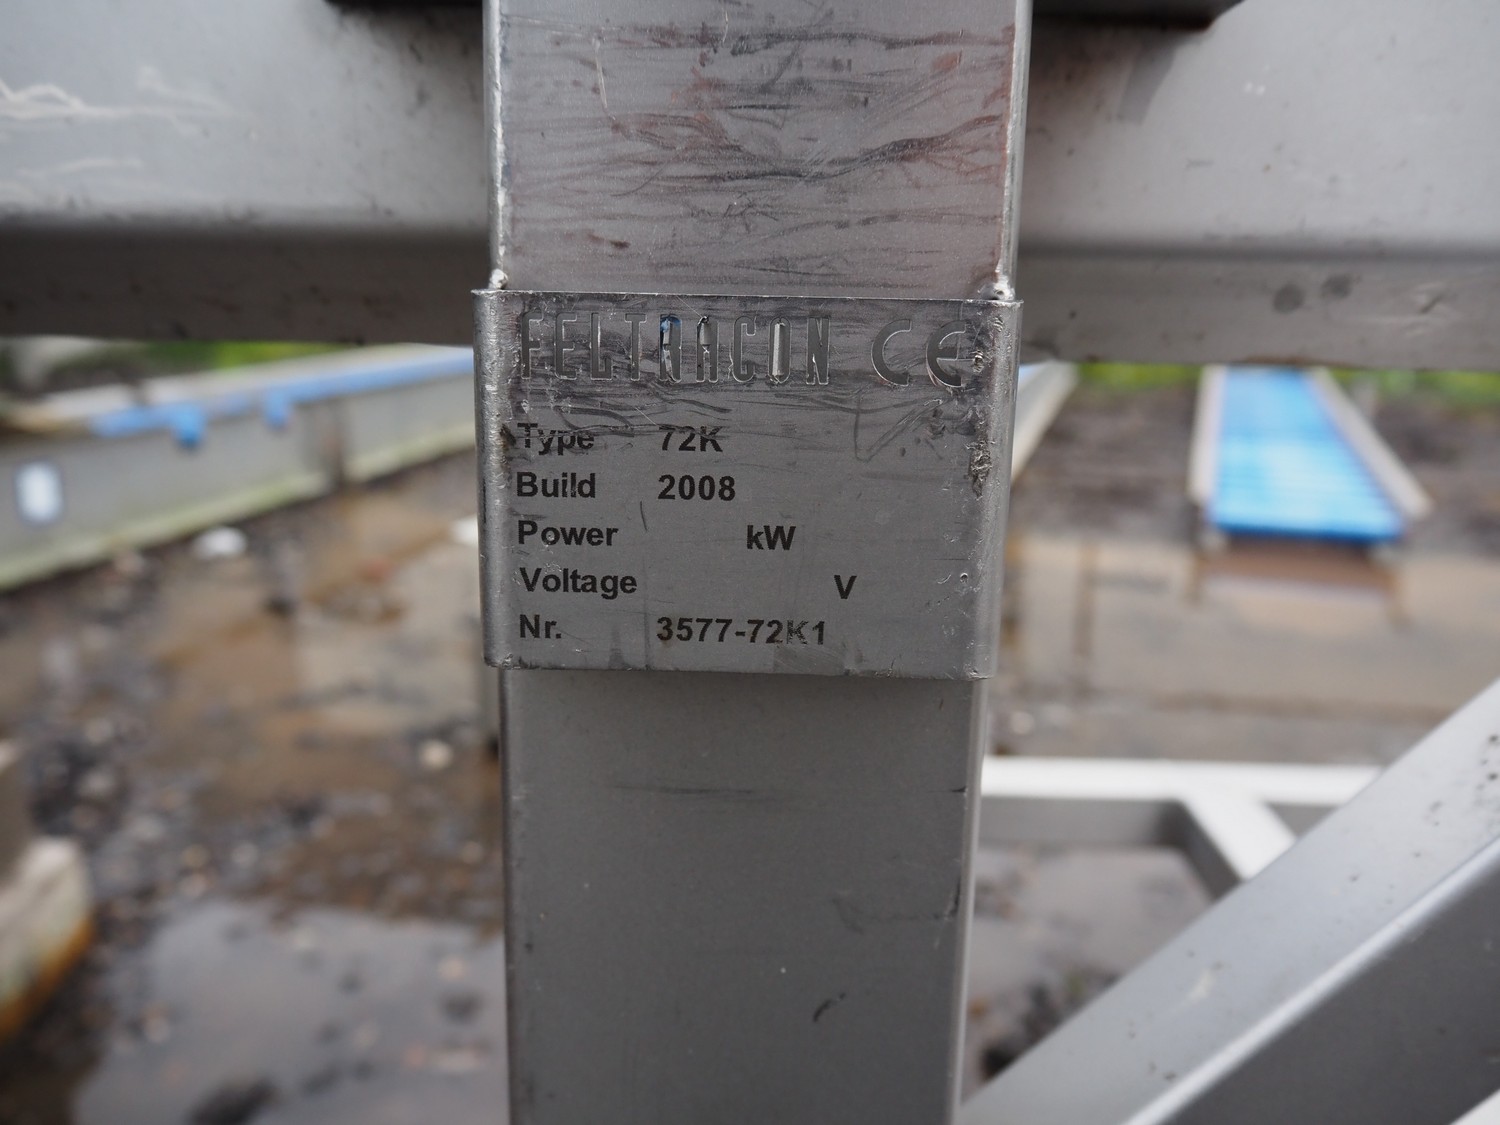 FELTRACON CE
Type 72K
Build 2008
Power kW
Voltage V
Nr. 3577-72K1